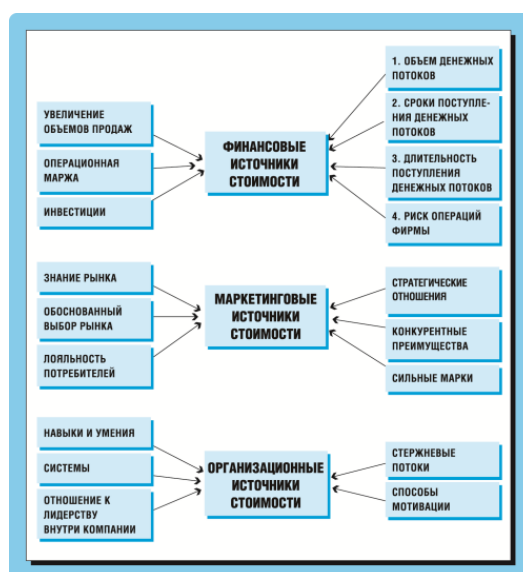 УВЕЛИЧЕНИЕ
ОБЪЕМОВ ПРОДАЖ
ОПЕРАЦИОННАЯ
МАРЖА
ИНВЕСТИЦИИ
ФИНАНСОВЫЕ
ИСТОЧНИКИ
СТОИМОСТИ
1. ОБЪЕМ ДЕНЕЖНЫХ
ПОТОКОВ
2. СРОКИ ПОСТУПЛЕ-
НИЯ ДЕНЕЖНЫХ
ПОТОКОВ
3. ДЛИТЕЛЬНОСТЬ
ПОСТУПЛЕНИЯ
ДЕНЕЖНЫХ ПОТОКОВ
4. РИСК ОПЕРАЦИЙ
ФИРМЫ
ЗНАНИЕ РЫНКА
ОБОСНОВАННЫЙ
ВЫБОР РЫНКА
ЛОЯЛЬНОСТЬ
ПОТРЕБИТЕЛЕЙ
МАРКЕТИНГОВЫЕ
ИСТОЧНИКИ
СТОИМОСТИ
СТРАТЕГИЧЕСКИЕ
ОТНОШЕНИЯ
КОНКУРЕНТНЫЕ
ПРЕИМУЩЕСТВА
СИЛЬНЫЕ МАРКИ
НАВЫКИ И УМЕНИЯ
СИСТЕМЫ
ОТНОШЕНИЕ К
ЛИДЕРСТВУ
ВНУТРИ КОМПАНИИ
ОРГАНИЗАЦИОННЫЕ
ИСТОЧНИКИ
СТОИМОСТИ
СТЕРЖНЕВЫЕ
ПОТОКИ
СПОСОБЫ
МОТИВАЦИИ